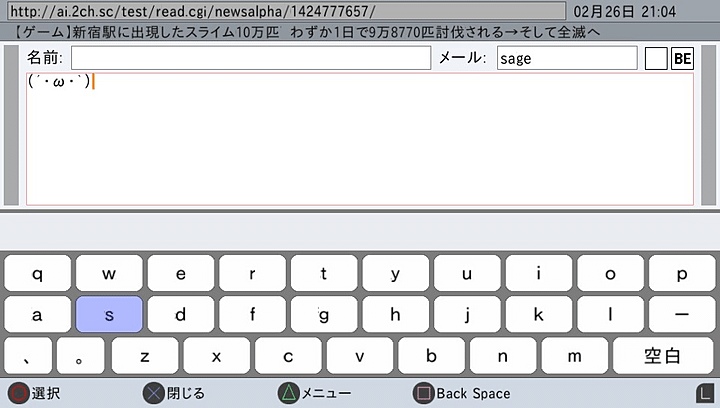 http://ai.2ch.sc/test/read.cgi/newsalpha/1424777657/ 02月26日 21:04
【ゲーム】新宿駅に出現したスライム10万匹 わずか1日で9万8770匹討伐される→そして全滅へ
名前: メール: sage BE
(´・ω・`)
q w e r t y u i o p
a s d f g h j k l ー
、 。 z x c v b n m 空白
選択 閉じる メニュー Back Space L